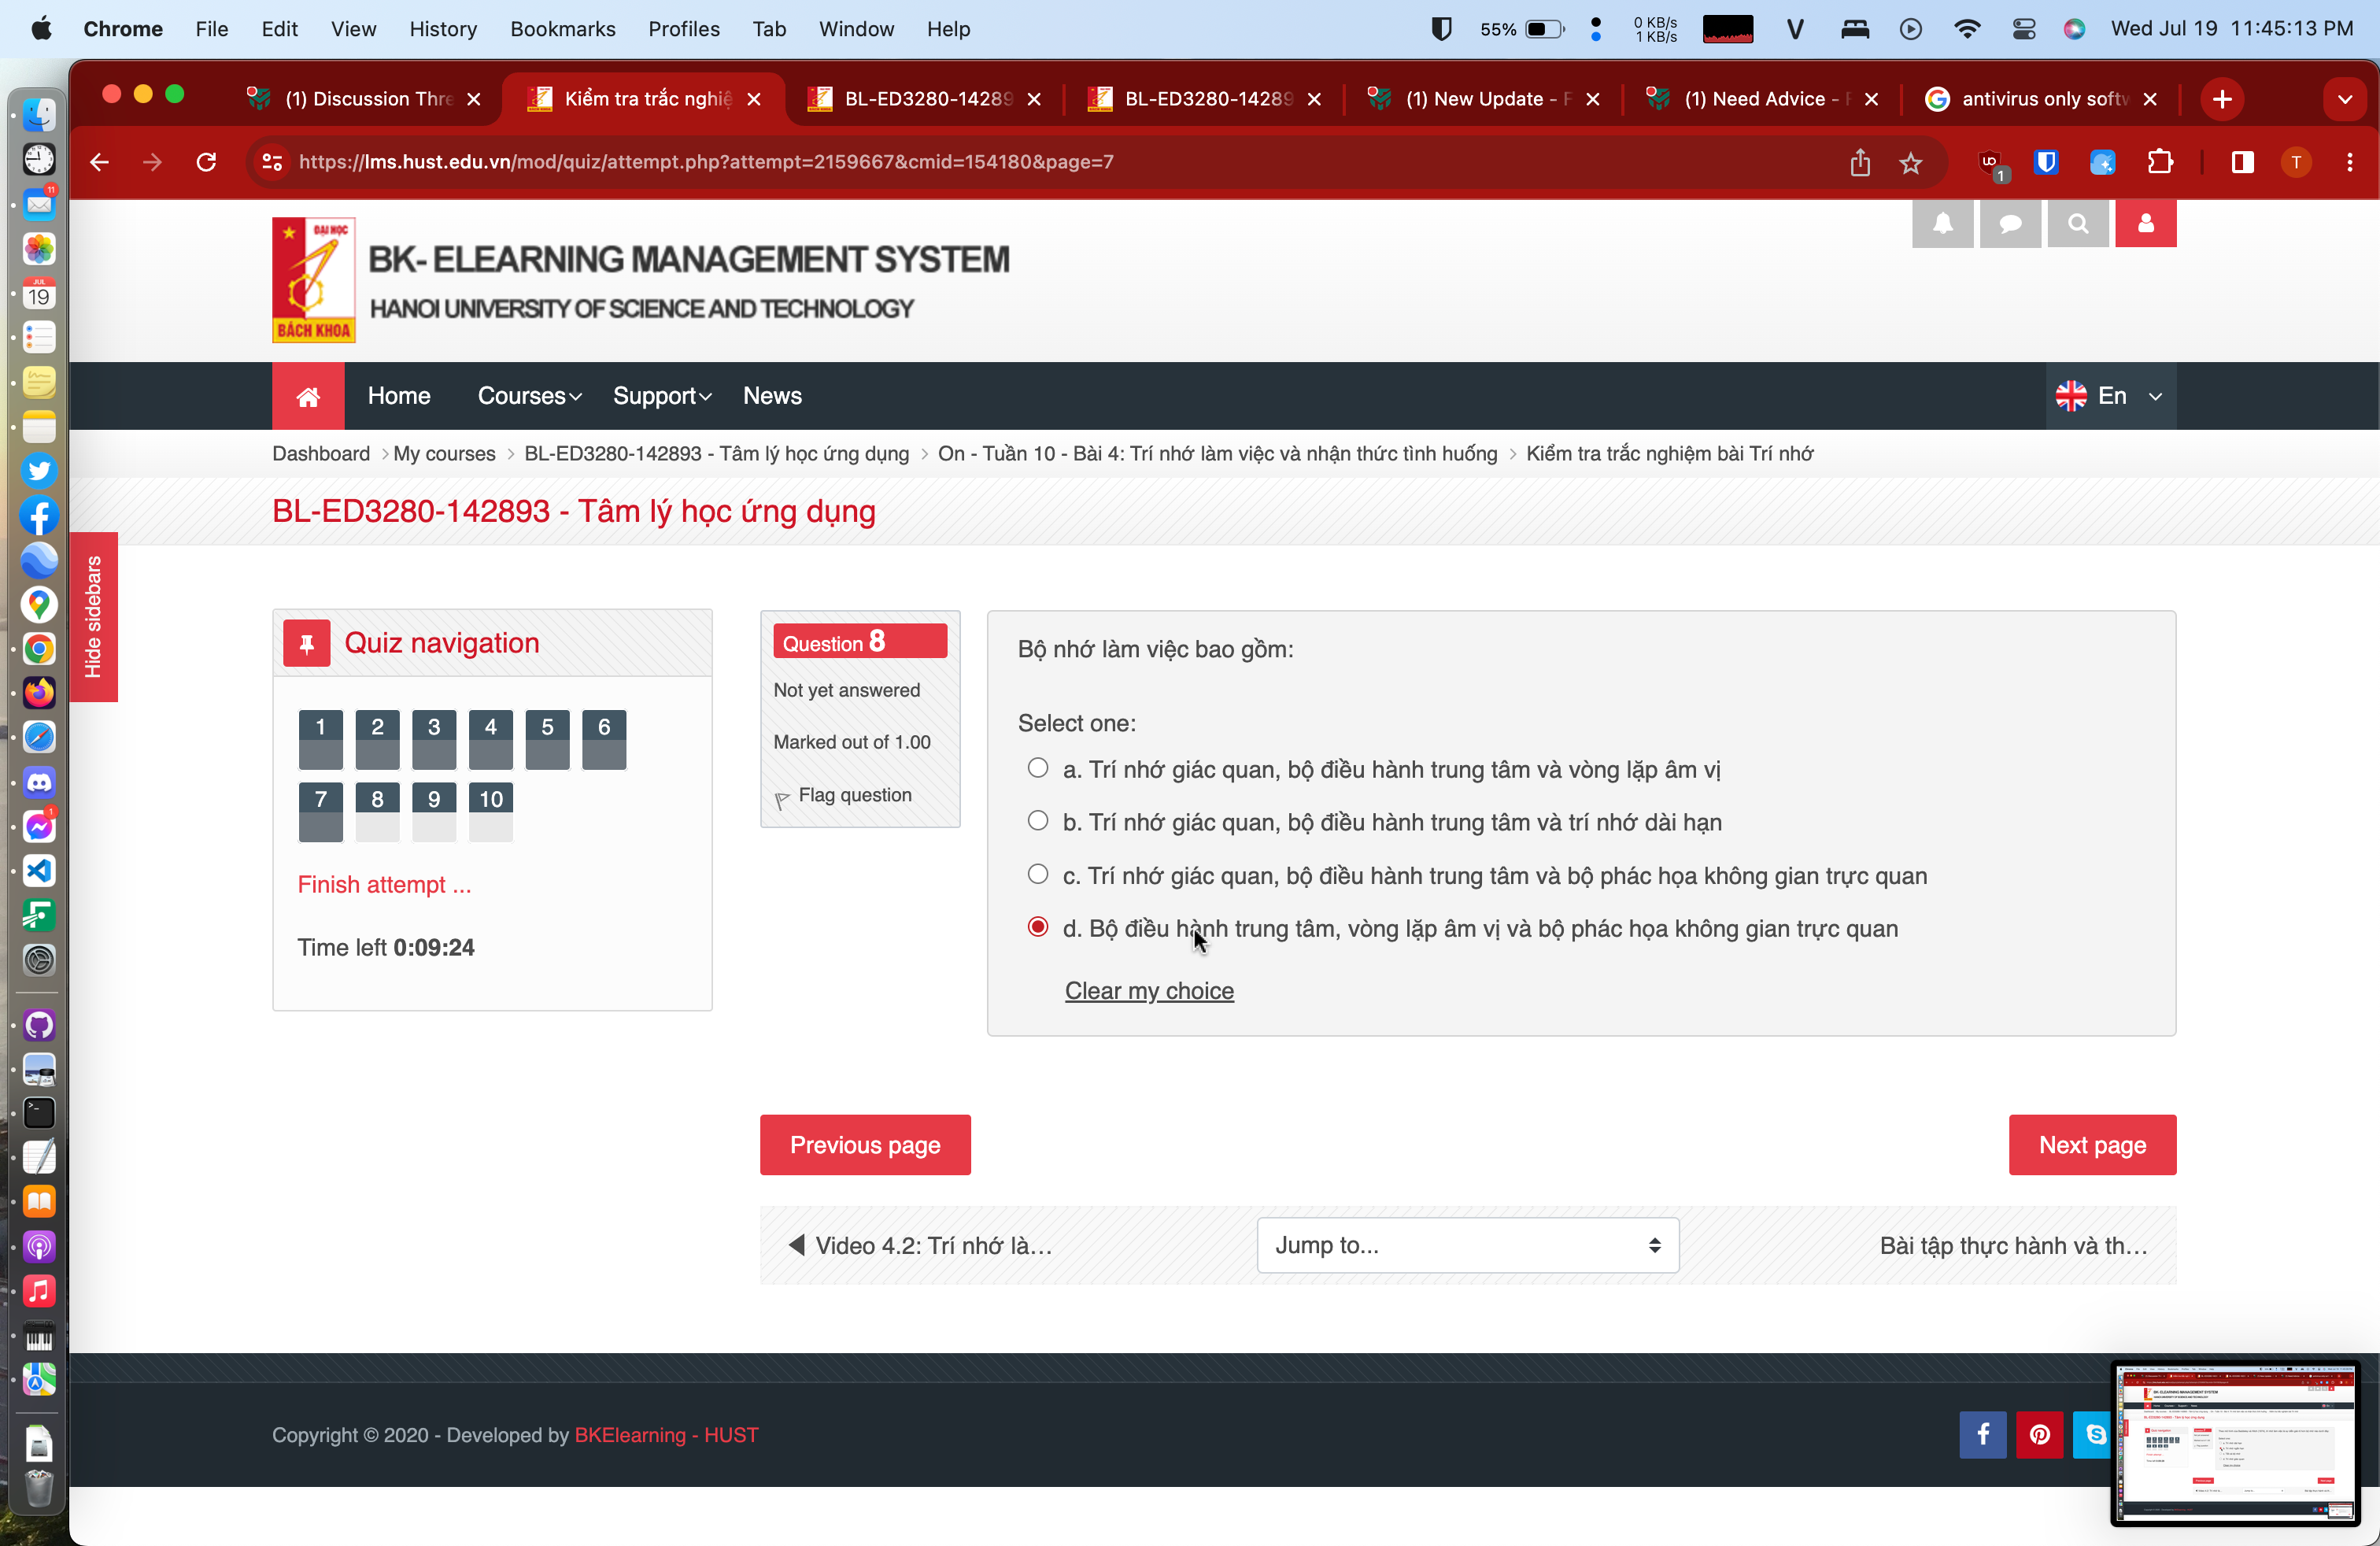 Chrome File Edit View History Bookmarks Profiles Tab Window Help
55%
0 KB/s
1 KB/s
Wed Jul 19 11:45:13 PM
(1) Discussion Thre
Kiểm tra trắc nghiệ
BL-ED3280-14289
BL-ED3280-14289
(1) New Update - F
(1) Need Advice - F
antivirus only softw
https://lms.hust.edu.vn/mod/quiz/attempt.php?attempt=2159667&cmid=154180&page=7
1
T
11
JUL
19
1
ĐẠI HỌC
BÁCH KHOA
BK- ELEARNING MANAGEMENT SYSTEM
HANOI UNIVERSITY OF SCIENCE AND TECHNOLOGY
Home Courses Support News
En
Dashboard > My courses > BL-ED3280-142893 - Tâm lý học ứng dụng > On - Tuần 10 - Bài 4: Trí nhớ làm việc và nhận thức tình huống > Kiểm tra trắc nghiệm bài Trí nhớ
BL-ED3280-142893 - Tâm lý học ứng dụng
Hide sidebars
Quiz navigation
1 2 3 4 5 6
7 8 9 10
Finish attempt ...
Time left 0:09:24
Question 8
Not yet answered
Marked out of 1.00
Flag question
Bộ nhớ làm việc bao gồm:
Select one:
a. Trí nhớ giác quan, bộ điều hành trung tâm và vòng lặp âm vị
b. Trí nhớ giác quan, bộ điều hành trung tâm và trí nhớ dài hạn
c. Trí nhớ giác quan, bộ điều hành trung tâm và bộ phác họa không gian trực quan
d. Bộ điều hành trung tâm, vòng lặp âm vị và bộ phác họa không gian trực quan
Clear my choice
Previous page
Next page
Video 4.2: Trí nhớ là...
Jump to...
Bài tập thực hành và th...
Copyright © 2020 - Developed by BKElearning - HUST